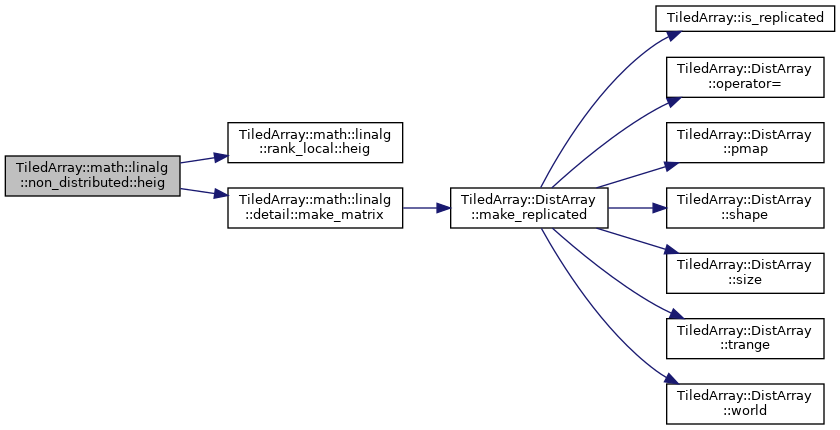 TiledArray::math::linalg
::non_distributed::heig
TiledArray::math::linalg
::rank_local::heig
TiledArray::math::linalg
::detail::make_matrix
TiledArray::DistArray
::make_replicated
TiledArray::is_replicated
TiledArray::DistArray
::operator=
TiledArray::DistArray
::pmap
TiledArray::DistArray
::shape
TiledArray::DistArray
::size
TiledArray::DistArray
::trange
TiledArray::DistArray
::world